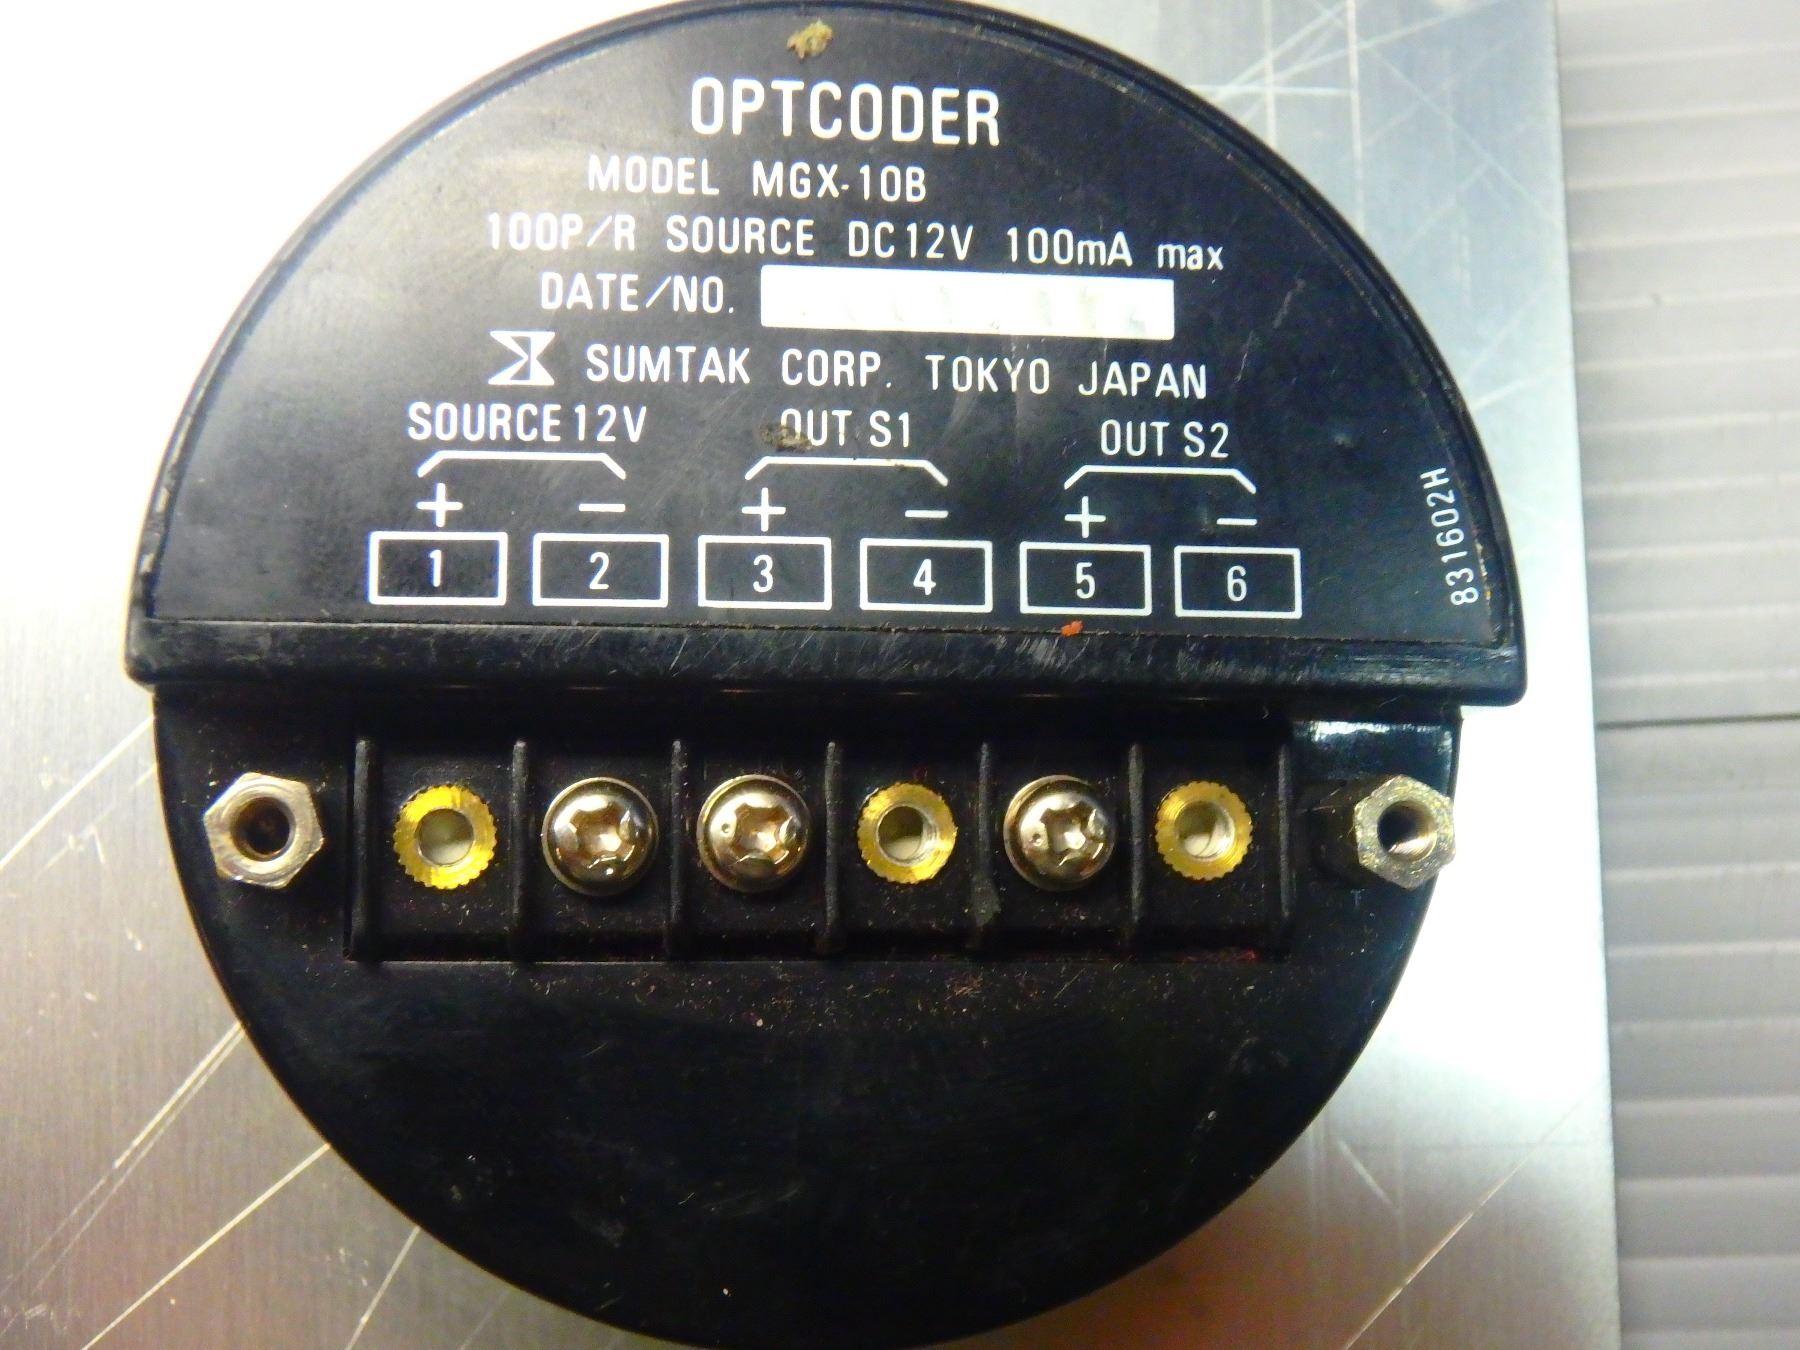 OPTCODER
MODEL MGX-10B
100P/R SOURCE DC12V 100mA max
DATE/NO.
SUMTAK CORP. TOKYO JAPAN
SOURCE 12V OUT S1 OUT S2
+ − + − + −
1 2 3 4 5 6
831602H